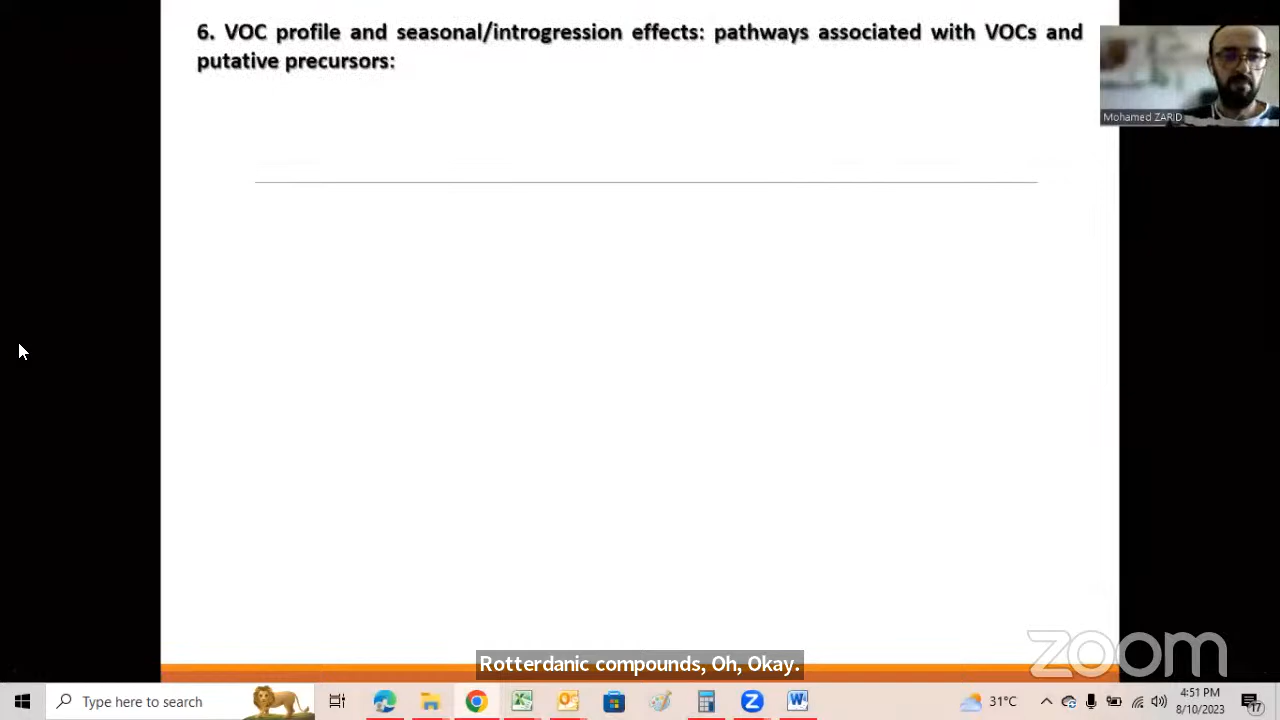 6. VOC profile and seasonal/introgression effects: pathways associated with VOCs and
putative precursors:
Mohamed ZARID
zoom
Rotterdanic compounds, Oh, Okay.
Type here to search
31°C
4:51 PM
8/10/2023
17